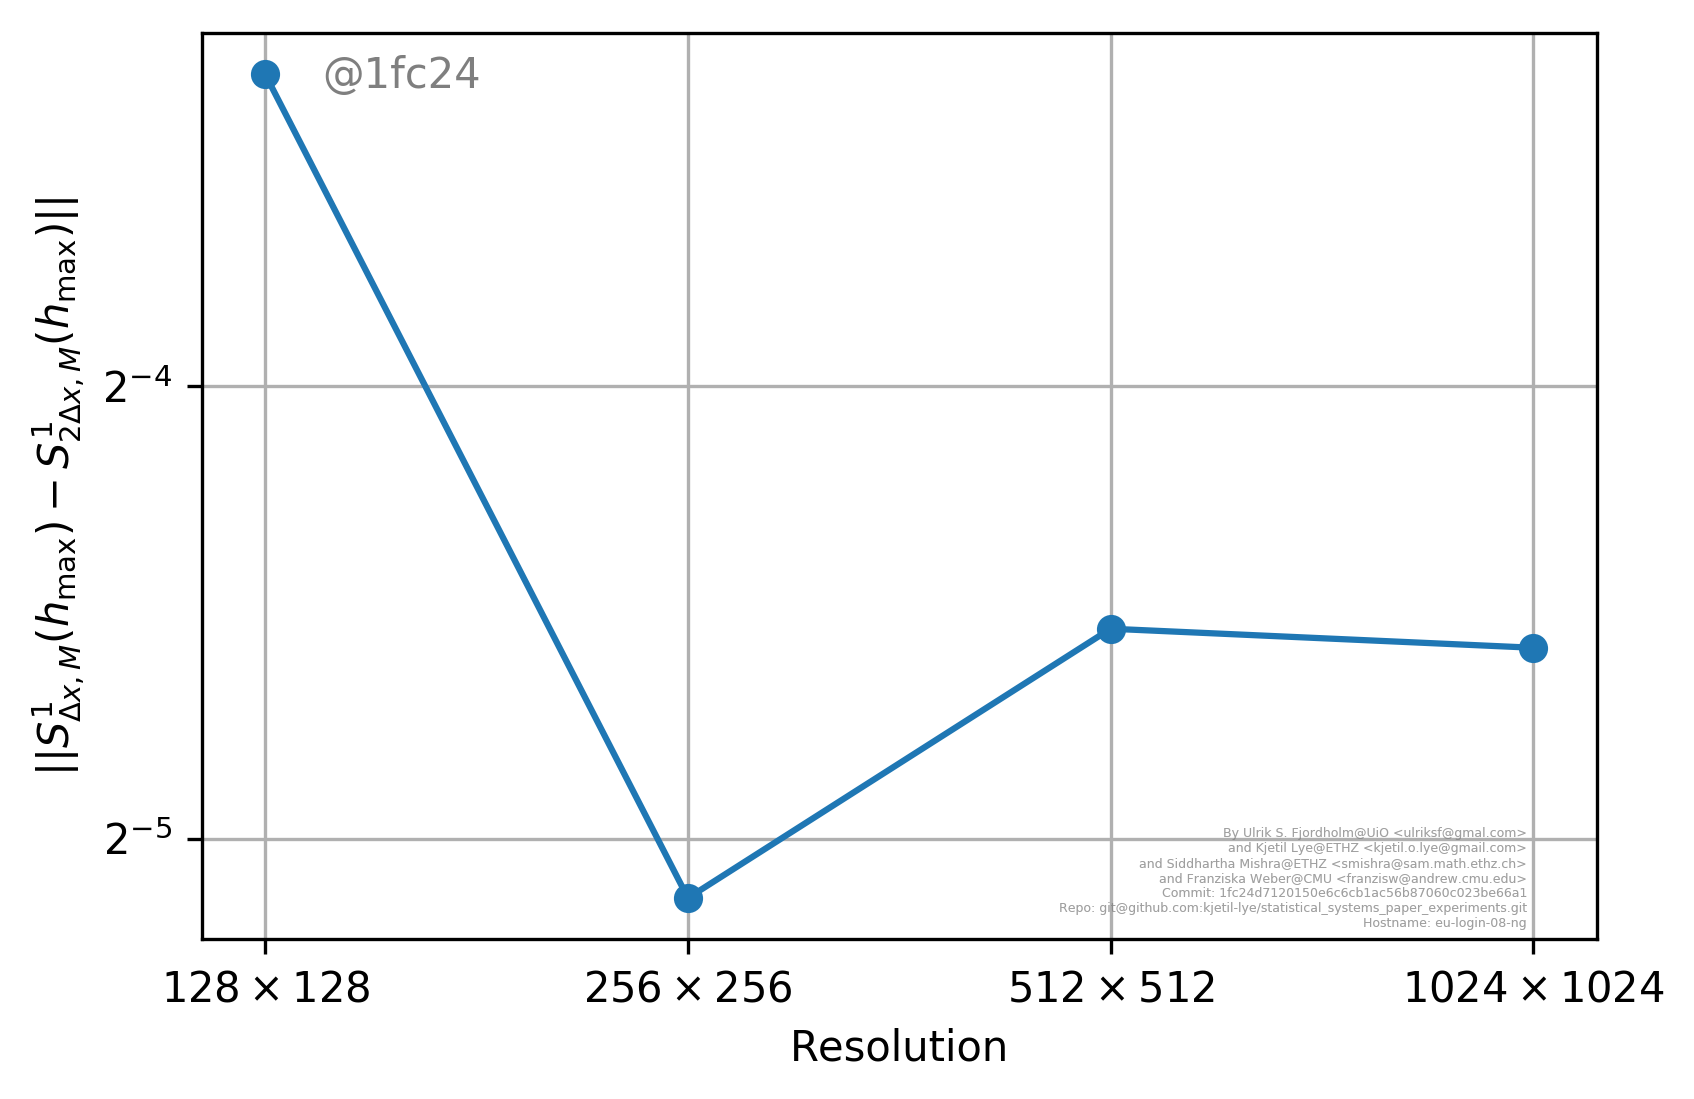 @1fc24
||S^1_{Δx,M}(h_max) − S^1_{2Δx,M}(h_max)||
2^−4
2^−5
By Ulrik S. Fjordholm@UiO <ulriksf@gmal.com>
and Kjetil Lye@ETHZ <kjetil.o.lye@gmail.com>
and Siddhartha Mishra@ETHZ <smishra@sam.math.ethz.ch>
and Franziska Weber@CMU <franzisw@andrew.cmu.edu>
Commit: 1fc24d7120150e6c6cb1ac56b87060c023be66a1
Repo: git@github.com:kjetil-lye/statistical_systems_paper_experiments.git
Hostname: eu-login-08-ng
128 × 128 256 × 256 512 × 512 1024 × 1024
Resolution